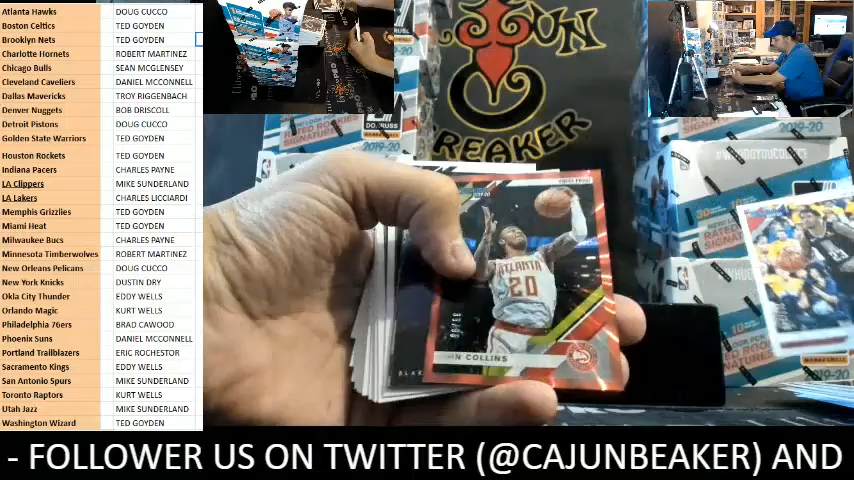 Atlanta Hawks DOUG CUCCO
Boston Celtics TED GOYDEN
Brooklyn Nets TED GOYDEN
Charlotte Hornets ROBERT MARTINEZ
Chicago Bulls SEAN MCGLENSEY
Cleveland Cavaliers DANIEL MCCONNELL
Dallas Mavericks TROY RIGGENBACH
Denver Nuggets BOB DRISCOLL
Detroit Pistons DOUG CUCCO
Golden State Warriors TED GOYDEN
Houston Rockets TED GOYDEN
Indiana Pacers CHARLES PAYNE
LA Clippers MIKE SUNDERLAND
LA Lakers CHARLES LICCIARDI
Memphis Grizzlies TED GOYDEN
Miami Heat TED GOYDEN
Milwaukee Bucs CHARLES PAYNE
Minnesota Timberwolves ROBERT MARTINEZ
New Orleans Pelicans DOUG CUCCO
New York Knicks DUSTIN DRY
Okla City Thunder EDDY WELLS
Orlando Magic KURT WELLS
Philadelphia 76ers BRAD CAWOOD
Phoenix Suns DANIEL MCCONNELL
Portland Trailblazers ERIC ROCHESTOR
Sacramento Kings EDDY WELLS
San Antonio Spurs MIKE SUNDERLAND
Toronto Raptors KURT WELLS
Utah Jazz MIKE SUNDERLAND
Washington Wizard TED GOYDEN
UN
REAKER
2019-20
2019-20
ATLANTA
20
N COLLINS
BLAK
2019-20
- FOLLOWER US ON TWITTER (@CAJUNBEAKER) AND